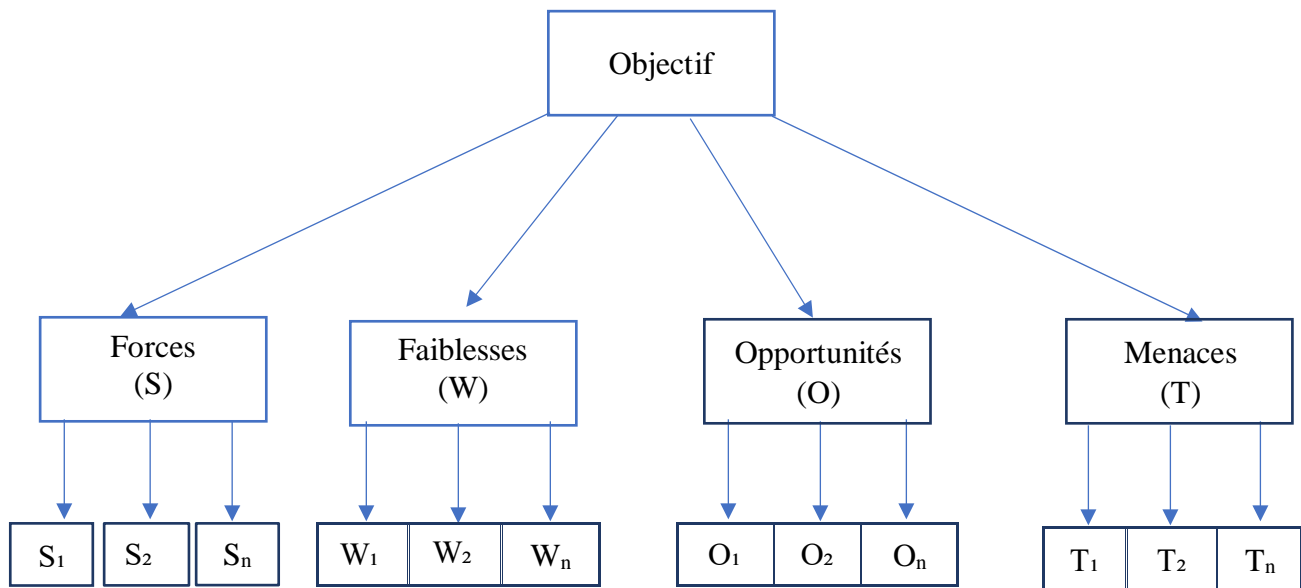 Objectif
Forces
(S)
Faiblesses
(W)
Opportunités
(O)
Menaces
(T)
S₁ S₂ Sₙ W₁ W₂ Wₙ O₁ O₂ Oₙ T₁ T₂ Tₙ